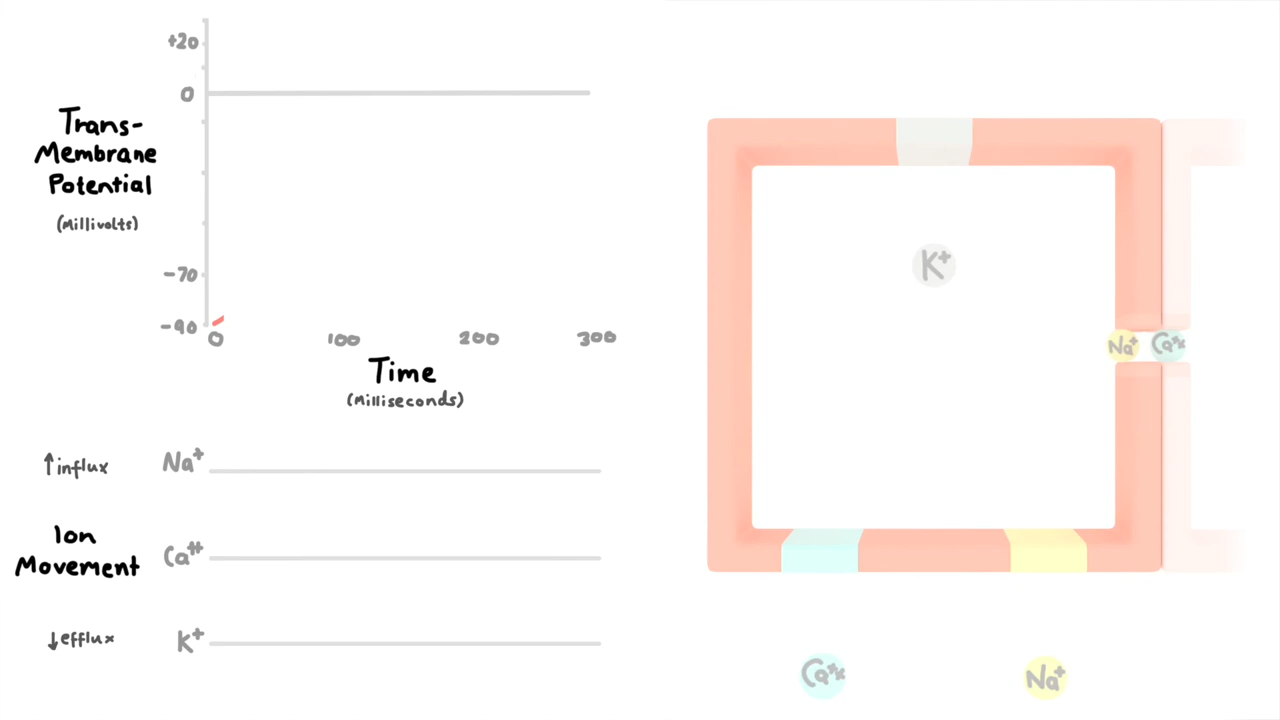 +20
0
Trans-
Membrane
Potential
(Millivolts)
-70
-90
0 100 200 300
Time
(Milliseconds)
↑influx Na⁺
Ion
Movement
Ca⁺⁺
↓efflux K⁺
K⁺
Na⁺ Ca⁺⁺
Ca⁺⁺ Na⁺